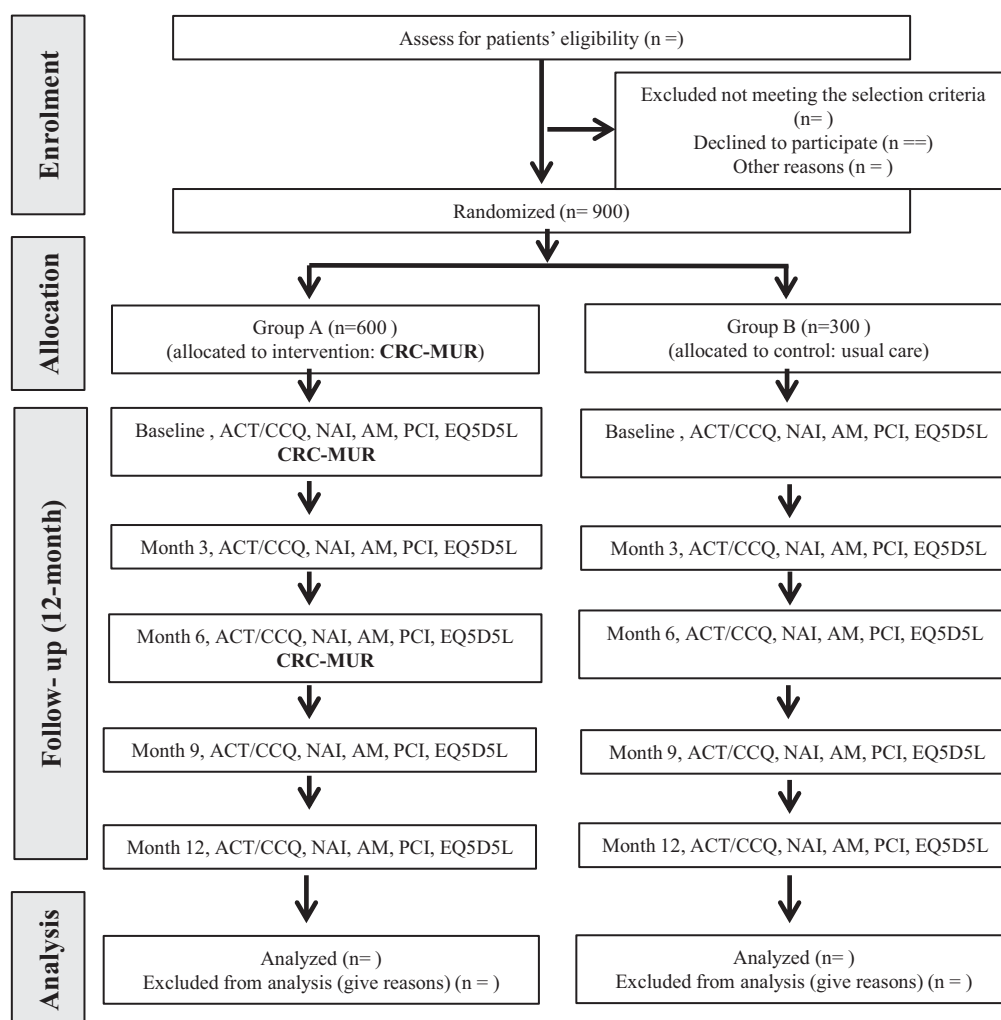 Enrolment
Assess for patients’ eligibility (n =)
Excluded not meeting the selection criteria
(n= )
Declined to participate (n ==)
Other reasons (n = )
Randomized (n= 900)
Allocation
Group A (n=600 )
(allocated to intervention: CRC-MUR)
Group B (n=300 )
(allocated to control: usual care)
Follow- up (12-month)
Baseline , ACT/CCQ, NAI, AM, PCI, EQ5D5L
CRC-MUR
Baseline , ACT/CCQ, NAI, AM, PCI, EQ5D5L
Month 3, ACT/CCQ, NAI, AM, PCI, EQ5D5L
Month 3, ACT/CCQ, NAI, AM, PCI, EQ5D5L
Month 6, ACT/CCQ, NAI, AM, PCI, EQ5D5L
CRC-MUR
Month 6, ACT/CCQ, NAI, AM, PCI, EQ5D5L
Month 9, ACT/CCQ, NAI, AM, PCI, EQ5D5L
Month 9, ACT/CCQ, NAI, AM, PCI, EQ5D5L
Month 12, ACT/CCQ, NAI, AM, PCI, EQ5D5L
Month 12, ACT/CCQ, NAI, AM, PCI, EQ5D5L
Analysis
Analyzed (n= )
Excluded from analysis (give reasons) (n = )
Analyzed (n= )
Excluded from analysis (give reasons) (n = )